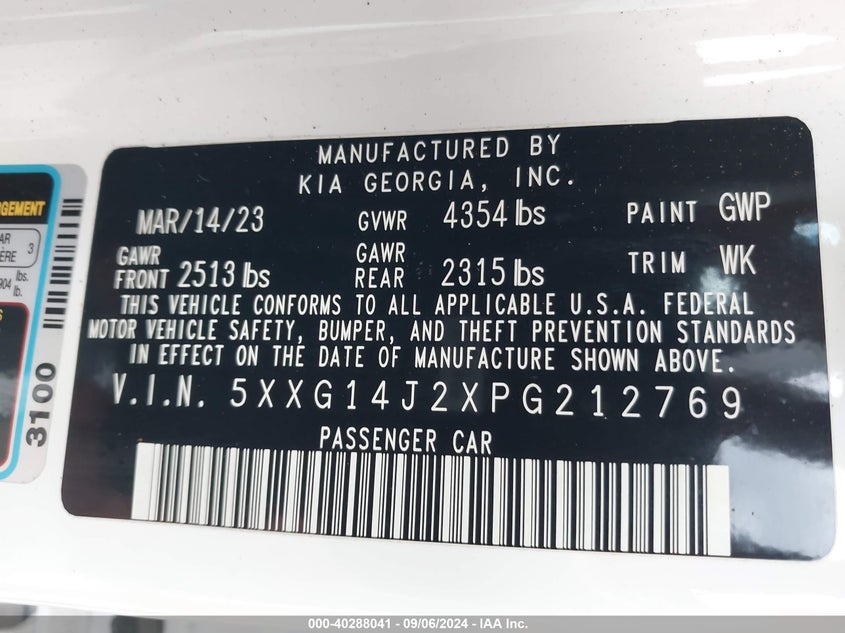 MANUFACTURED BY
KIA GEORGIA, INC.
MAR/14/23 GVWR 4354 lbs PAINT GWP
GAWR FRONT 2513 lbs GAWR REAR 2315 lbs TRIM WK
THIS VEHICLE CONFORMS TO ALL APPLICABLE U.S.A. FEDERAL
MOTOR VEHICLE SAFETY, BUMPER, AND THEFT PREVENTION STANDARDS
IN EFFECT ON THE DATE OF MANUFACTURE SHOWN ABOVE.
V.I.N. 5XXG14J2XPG212769
PASSENGER CAR
3
lbs.
lb.
3100
000-40288041 - 09/06/2024 - IAA Inc.